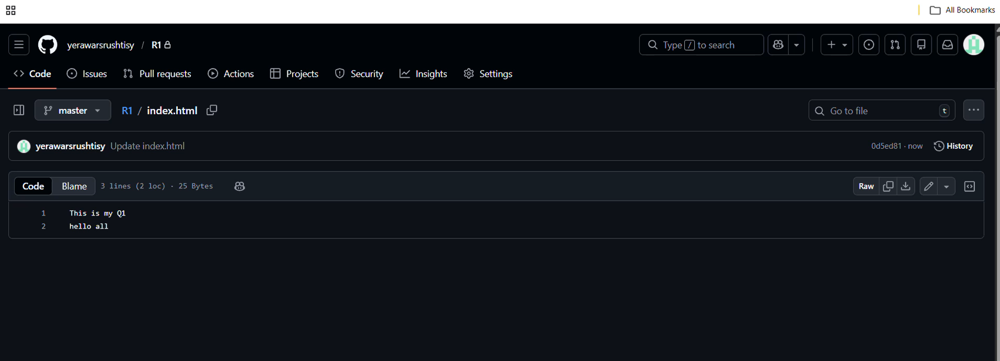 All Bookmarks
yerawarsrushtisy / R1
Type / to search
Code Issues Pull requests Actions Projects Security Insights Settings
master R1 / index.html Go to file t
yerawarsrushtisy Update index.html 0d5ed81 · now History
Code Blame 3 lines (2 loc) · 25 Bytes Raw
1 This is my Q1
2 hello all